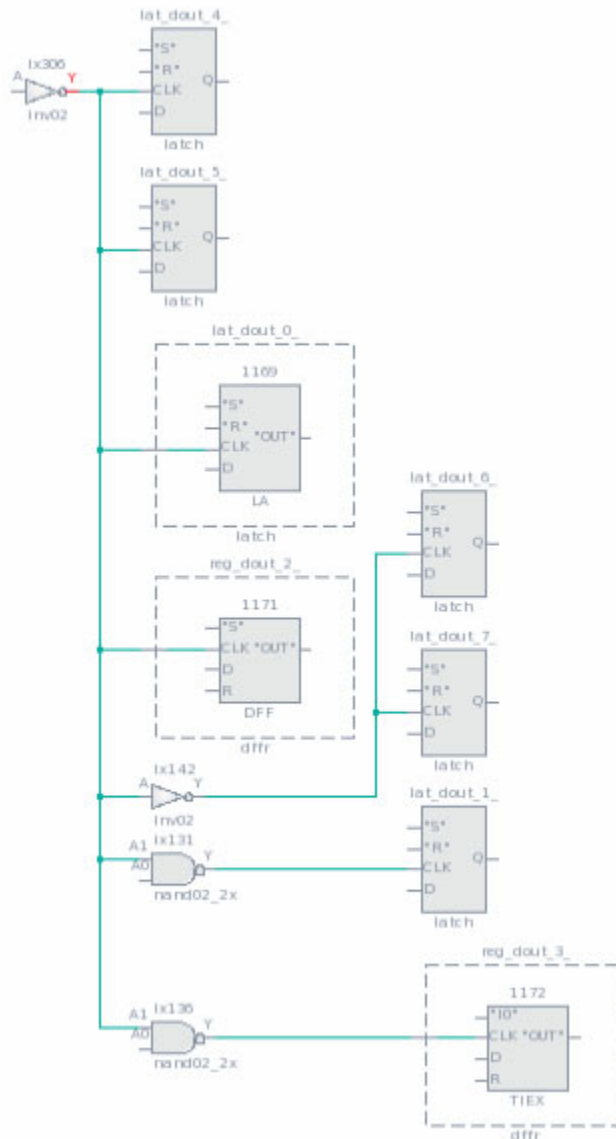 lat_dout_4_
"S"
"R"
CLK
D
Q
latch
lx306
A
Y
inv02
lat_dout_5_
"S"
"R"
CLK
D
Q
latch
lat_dout_0_
1169
"S"
"R"
CLK
D
"OUT"
LA
latch
lat_dout_6_
"S"
"R"
CLK
D
Q
latch
reg_dout_2_
1171
"S"
CLK "OUT"
D
R
DFF
dffr
lat_dout_7_
"S"
"R"
CLK
D
Q
latch
lx142
A
Y
inv02
lat_dout_1_
"S"
"R"
CLK
D
Q
latch
lx131
A1
A0
Y
nand02_2x
reg_dout_3_
1172
"IO"
CLK "OUT"
D
R
TIEX
dffr
lx136
A1
A0
Y
nand02_2x